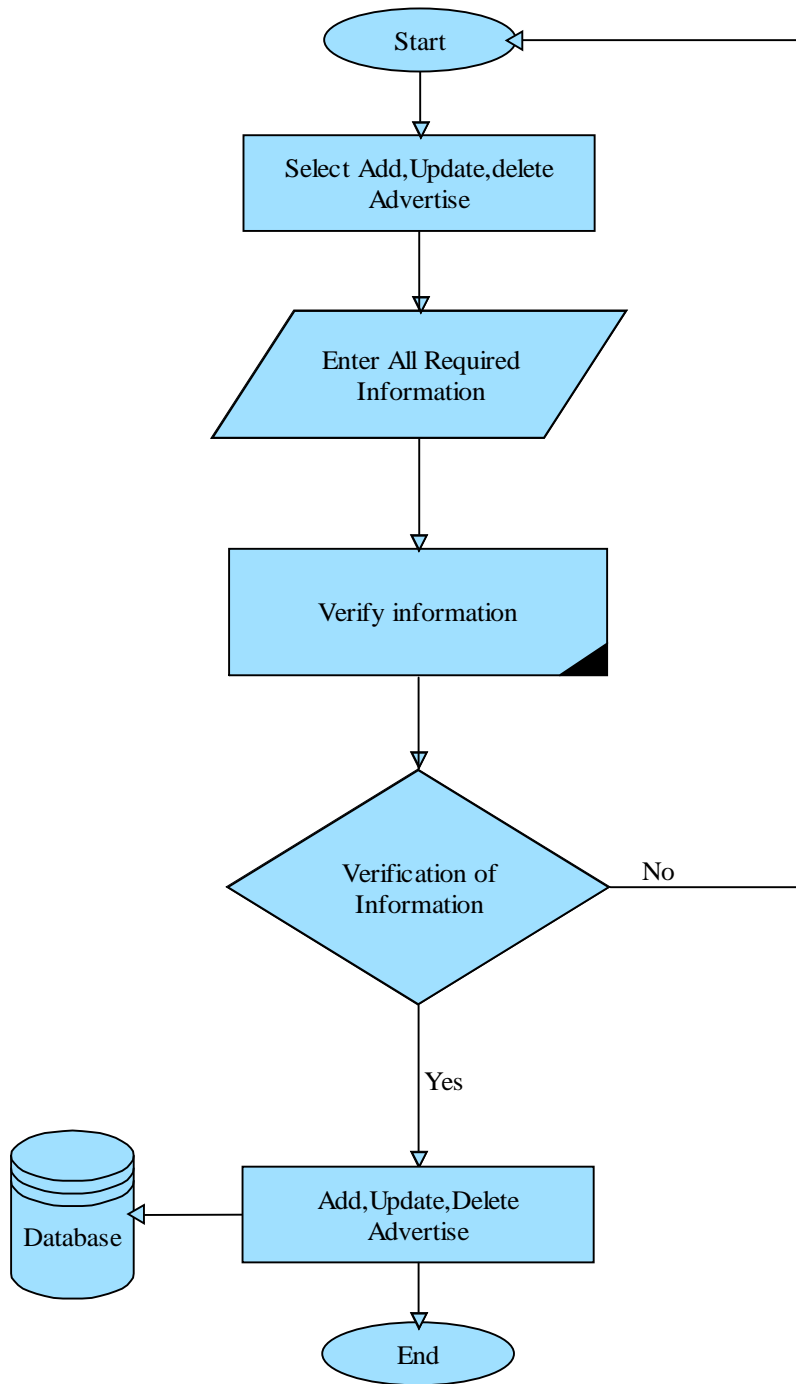 Start
Select Add,Update,delete
Advertise
Enter All Required
Information
Verify information
Verification of
Information
No
Yes
Add,Update,Delete
Advertise
Database
End